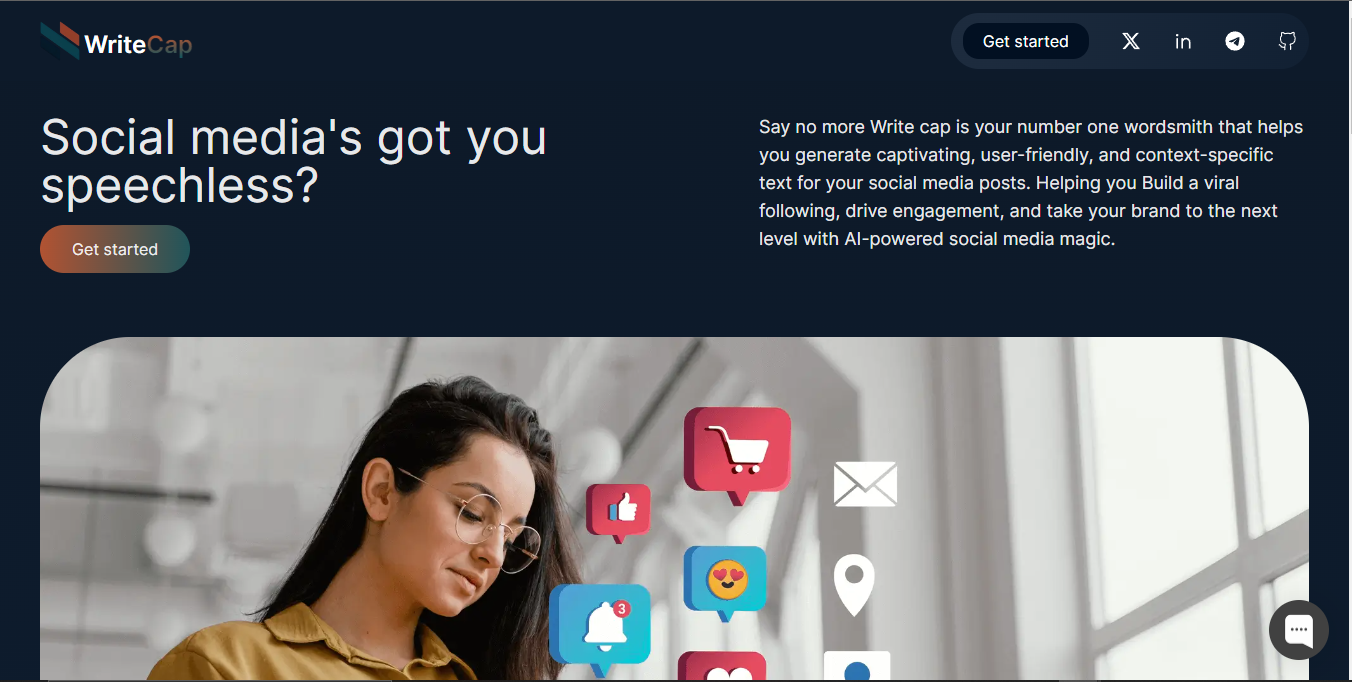 WriteCap
Get started
in
Social media's got you
speechless?
Get started
Say no more Write cap is your number one wordsmith that helps
you generate captivating, user-friendly, and context-specific
text for your social media posts. Helping you Build a viral
following, drive engagement, and take your brand to the next
level with AI-powered social media magic.
3